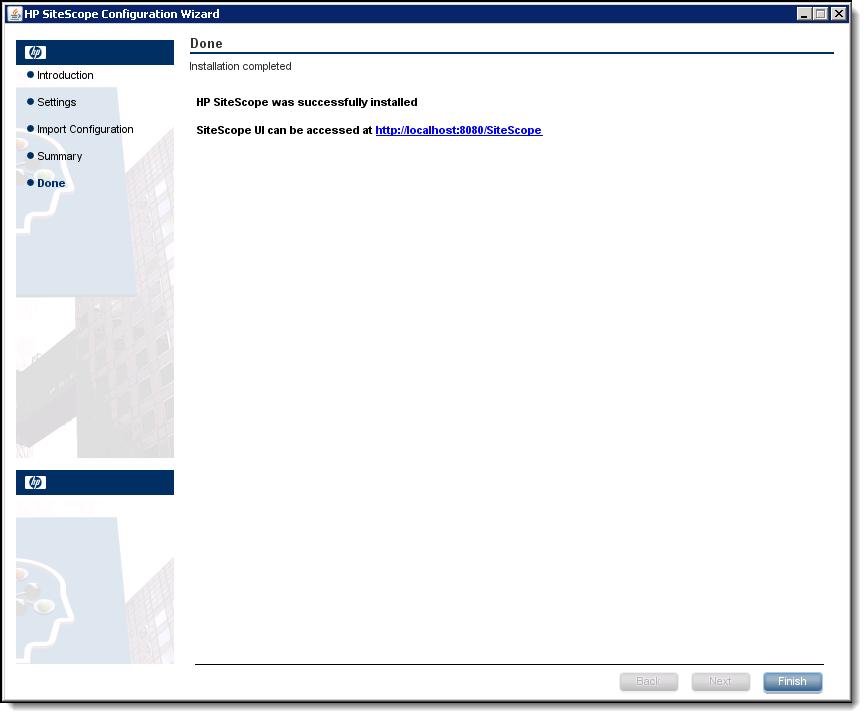 HP SiteScope Configuration Wizard
hp
Introduction
Settings
Import Configuration
Summary
Done
Done
Installation completed
HP SiteScope was successfully installed
SiteScope UI can be accessed at http://localhost:8080/SiteScope
hp
Back
Next
Finish